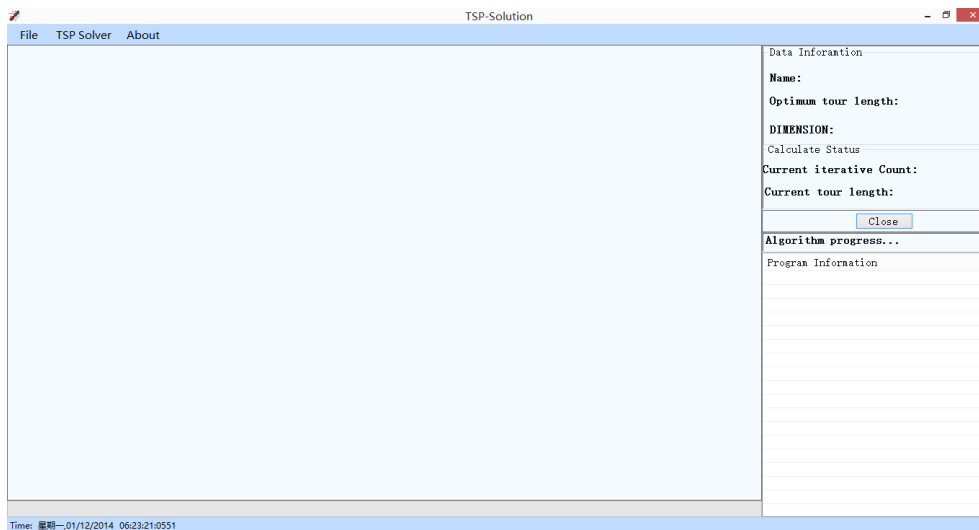 TSP-Solution
File TSP Solver About
Data Inforamtion
Name:
Optimum tour length:
DIMENSION:
Calculate Status
Current iterative Count:
Current tour length:
Close
Algorithm progress...
Program Information
Time: 星期一,01/12/2014 06:23:21:0551